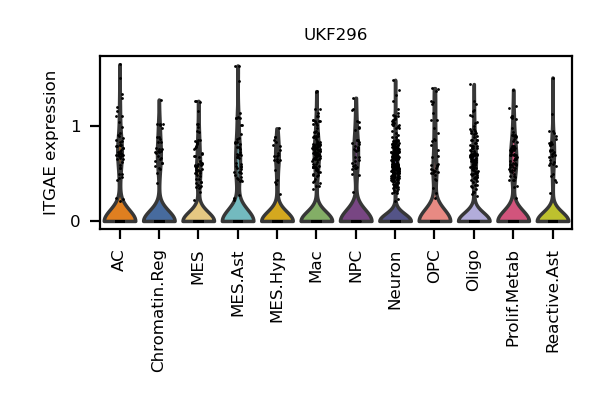 UKF296
ITGAE expression
1
0
AC
Chromatin.Reg
MES
MES.Ast
MES.Hyp
Mac
NPC
Neuron
OPC
Oligo
Prolif.Metab
Reactive.Ast